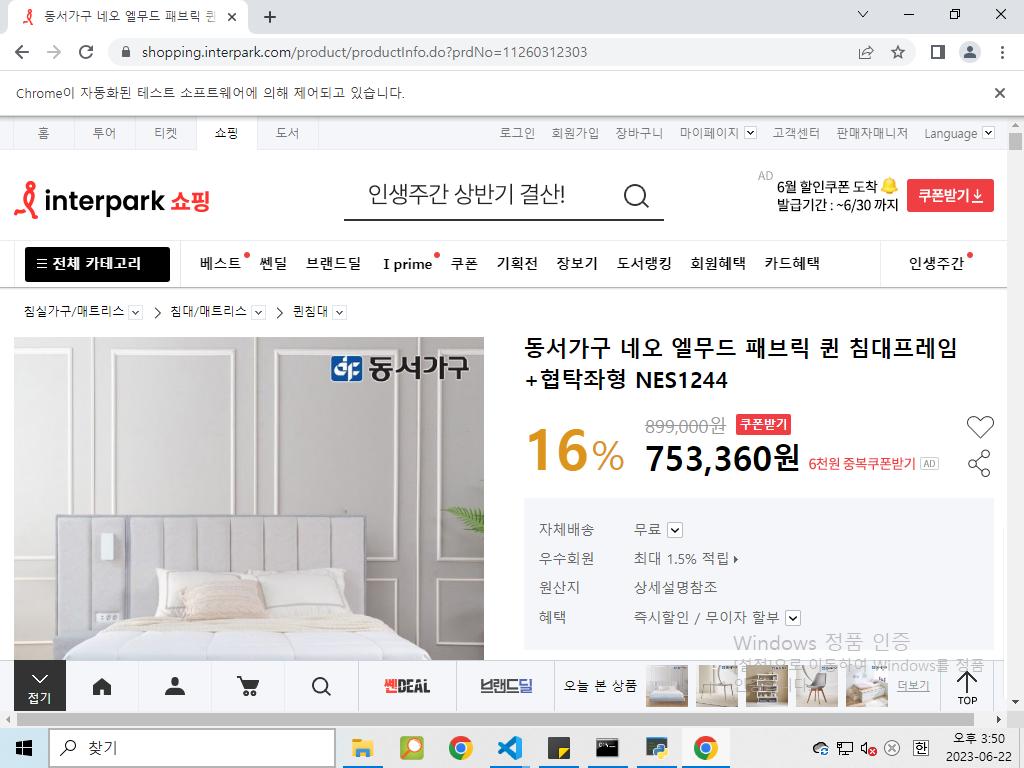 동서가구 네오 엘무드 패브릭 퀸
shopping.interpark.com/product/productInfo.do?prdNo=11260312303
Chrome이 자동화된 테스트 소프트웨어에 의해 제어되고 있습니다.
홈 투어 티켓 쇼핑 도서 로그인 회원가입 장바구니 마이페이지 고객센터 판매자매니저 Language
interpark 쇼핑
인생주간 상반기 결산!
AD
6월 할인쿠폰 도착
발급기간 : ~6/30 까지
쿠폰받기
전체 카테고리 베스트 쎈딜 브랜드딜 I prime 쿠폰 기획전 장보기 도서랭킹 회원혜택 카드혜택 인생주간
침실가구/매트리스 침대/매트리스 퀸침대
동서가구
동서가구 네오 엘무드 패브릭 퀸 침대프레임
+협탁좌형 NES1244
16%
899,000원 쿠폰받기
753,360원 6천원 중복쿠폰받기 AD
자체배송 무료
우수회원 최대 1.5% 적립
원산지 상세설명참조
혜택 즉시할인 / 무이자 할부
Windows 정품 인증
[설정]으로 이동하여 Windows를 정품
접기
쎈DEAL
브랜드딜
오늘 본 상품
더보기
TOP
찾기
한
오후 3:50
2023-06-22